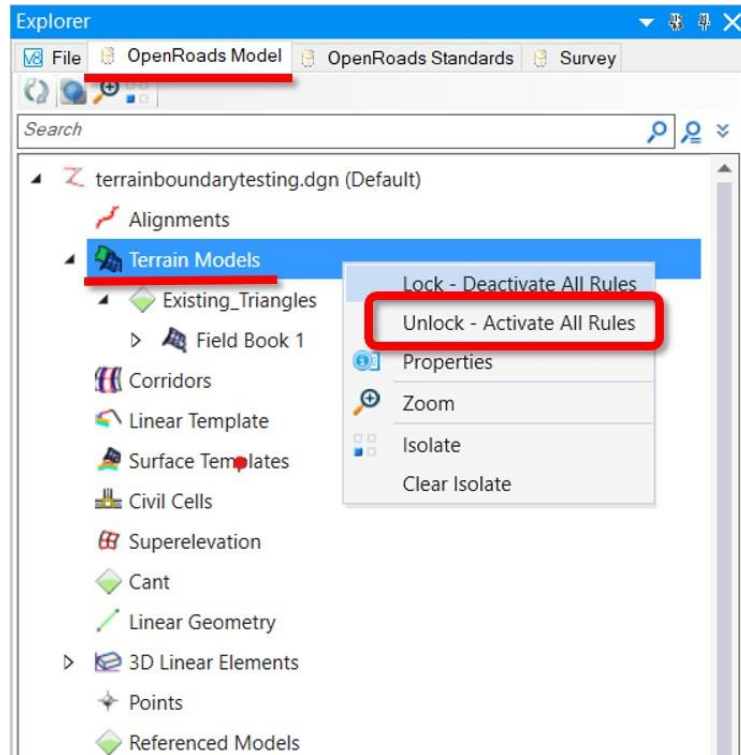 Explorer
V8 File OpenRoads Model OpenRoads Standards Survey
Search
terrainboundarytesting.dgn (Default)
Alignments
Terrain Models
Existing_Triangles
Field Book 1
Corridors
Linear Template
Surface Templates
Civil Cells
Superelevation
Cant
Linear Geometry
3D Linear Elements
Points
Referenced Models
Lock - Deactivate All Rules
Unlock - Activate All Rules
Properties
Zoom
Isolate
Clear Isolate